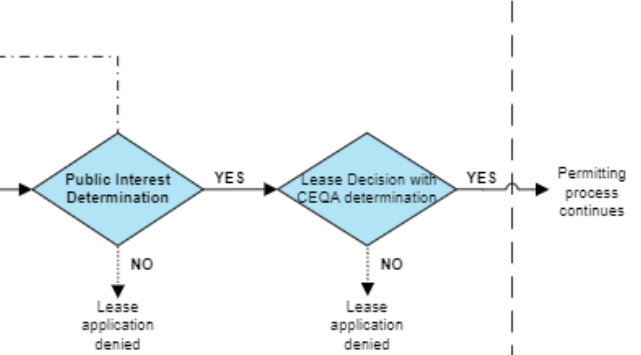 Public Interest
Determination
YES
Lease Decision with
CEQA determination
YES
Permitting
process
continues
NO
Lease
application
denied
NO
Lease
application
denied